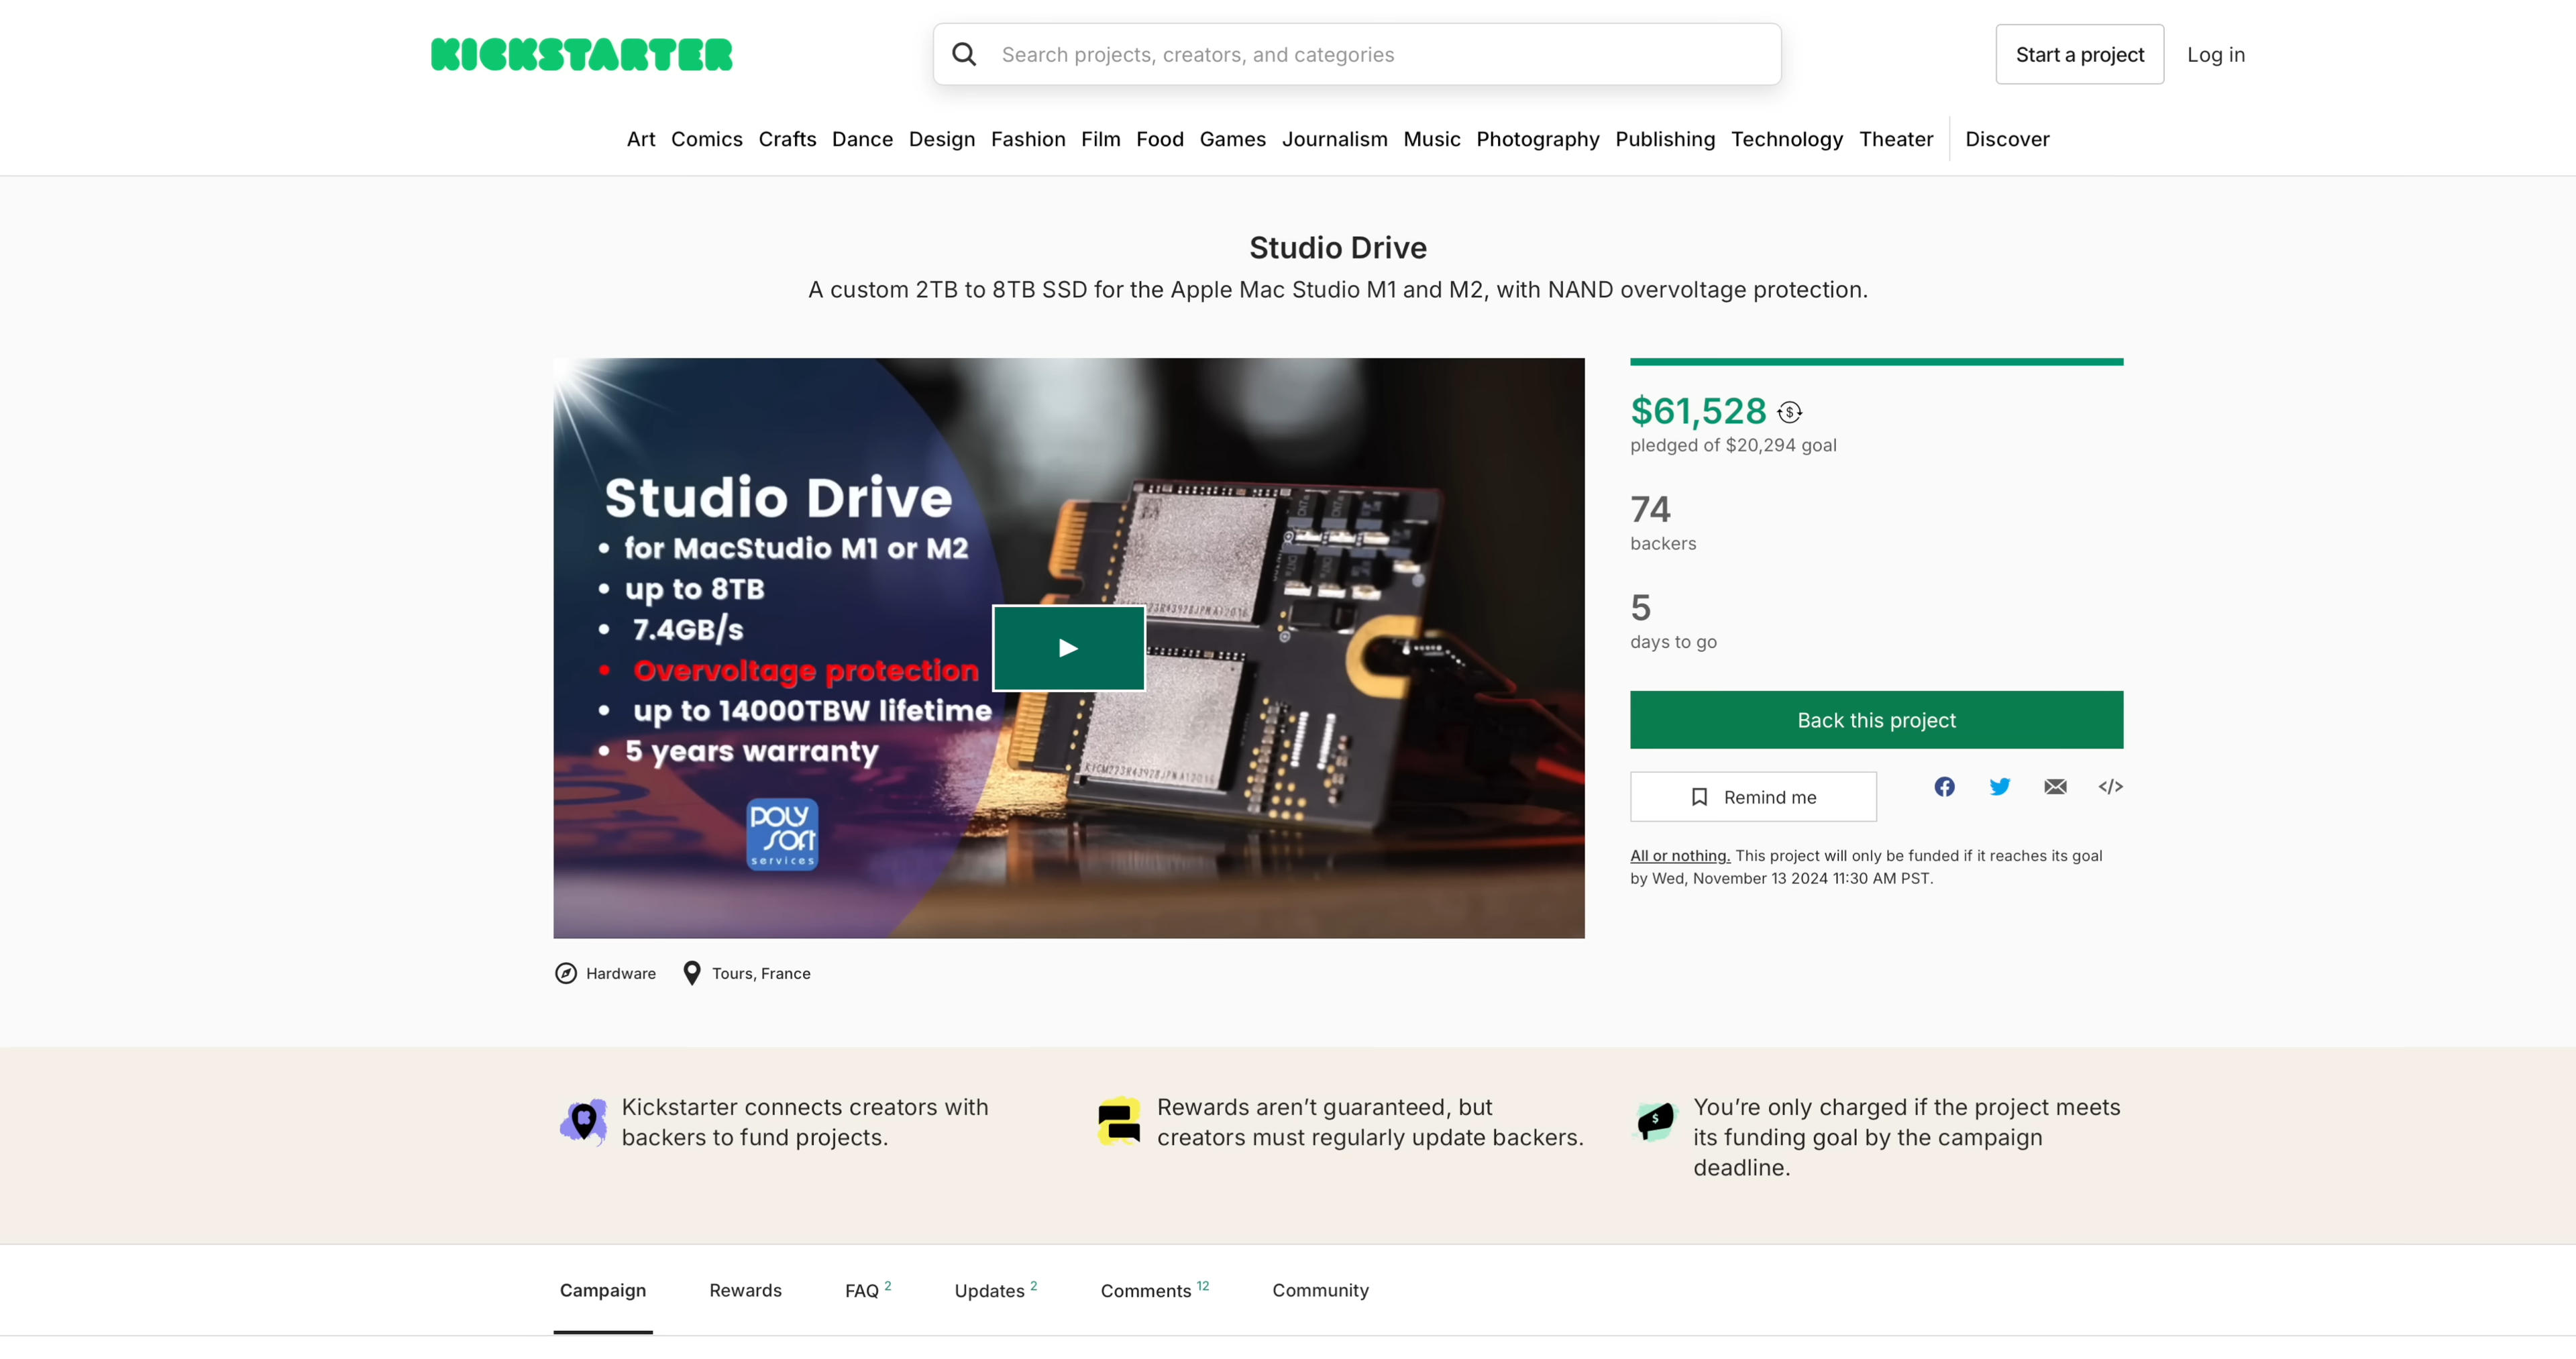 KICKSTARTER
Search projects, creators, and categories
Start a project
Log in
Art Comics Crafts Dance Design Fashion Film Food Games Journalism Music Photography Publishing Technology Theater Discover
Studio Drive
A custom 2TB to 8TB SSD for the Apple Mac Studio M1 and M2, with NAND overvoltage protection.
Studio Drive
• for MacStudio M1 or M2
• up to 8TB
• 7.4GB/s
• Overvoltage protection
• up to 14000TBW lifetime
• 5 years warranty
POLY
SOFT
services
$61,528
pledged of $20,294 goal
74
backers
5
days to go
Back this project
Remind me
All or nothing. This project will only be funded if it reaches its goal
by Wed, November 13 2024 11:30 AM PST.
Hardware
Tours, France
Kickstarter connects creators with
backers to fund projects.
Rewards aren’t guaranteed, but
creators must regularly update backers.
You’re only charged if the project meets
its funding goal by the campaign
deadline.
Campaign
Rewards
FAQ 2
Updates 2
Comments 12
Community